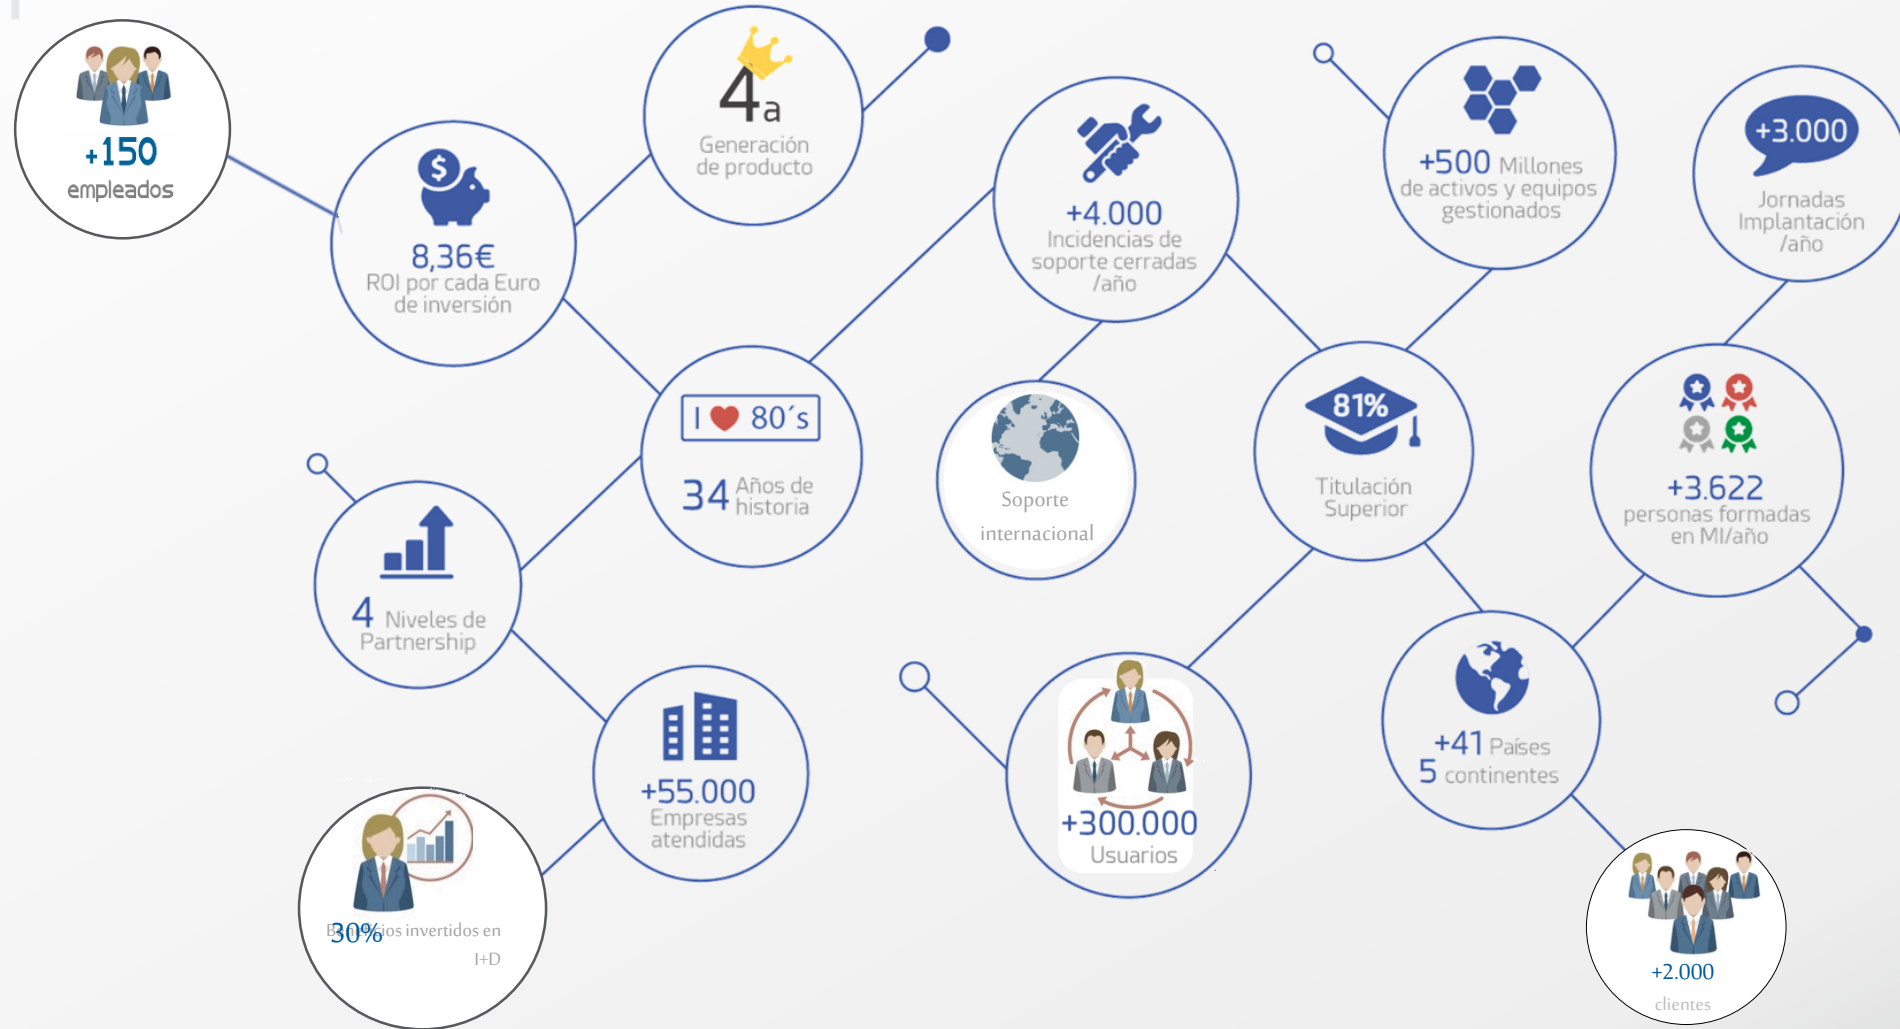 +150
empleados
$
8,36€
ROI por cada Euro
de inversión
4a
Generación
de producto
I 80´s
34 Años de
historia
4 Niveles de
Partnership
+55.000
Empresas
atendidas
30%
Beneficios invertidos en
I+D
+4.000
Incidencias de
soporte cerradas
/año
Soporte
internacional
+500 Millones
de activos y equipos
gestionados
81%
Titulación
Superior
+300.000
Usuarios
+3.000
Jornadas
Implantación
/año
+3.622
personas formadas
en MI/año
+41 Países
5 continentes
+2.000
clientes